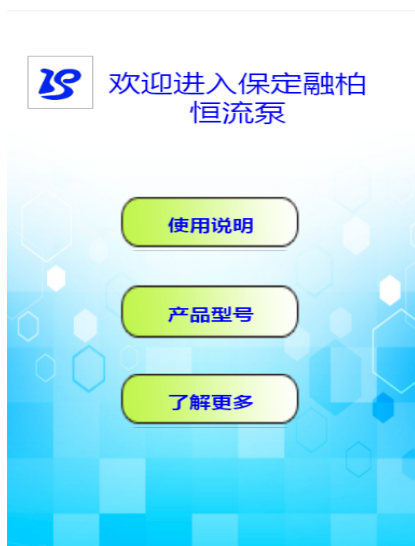 欢迎进入保定融柏
恒流泵
使用说明
产品型号
了解更多